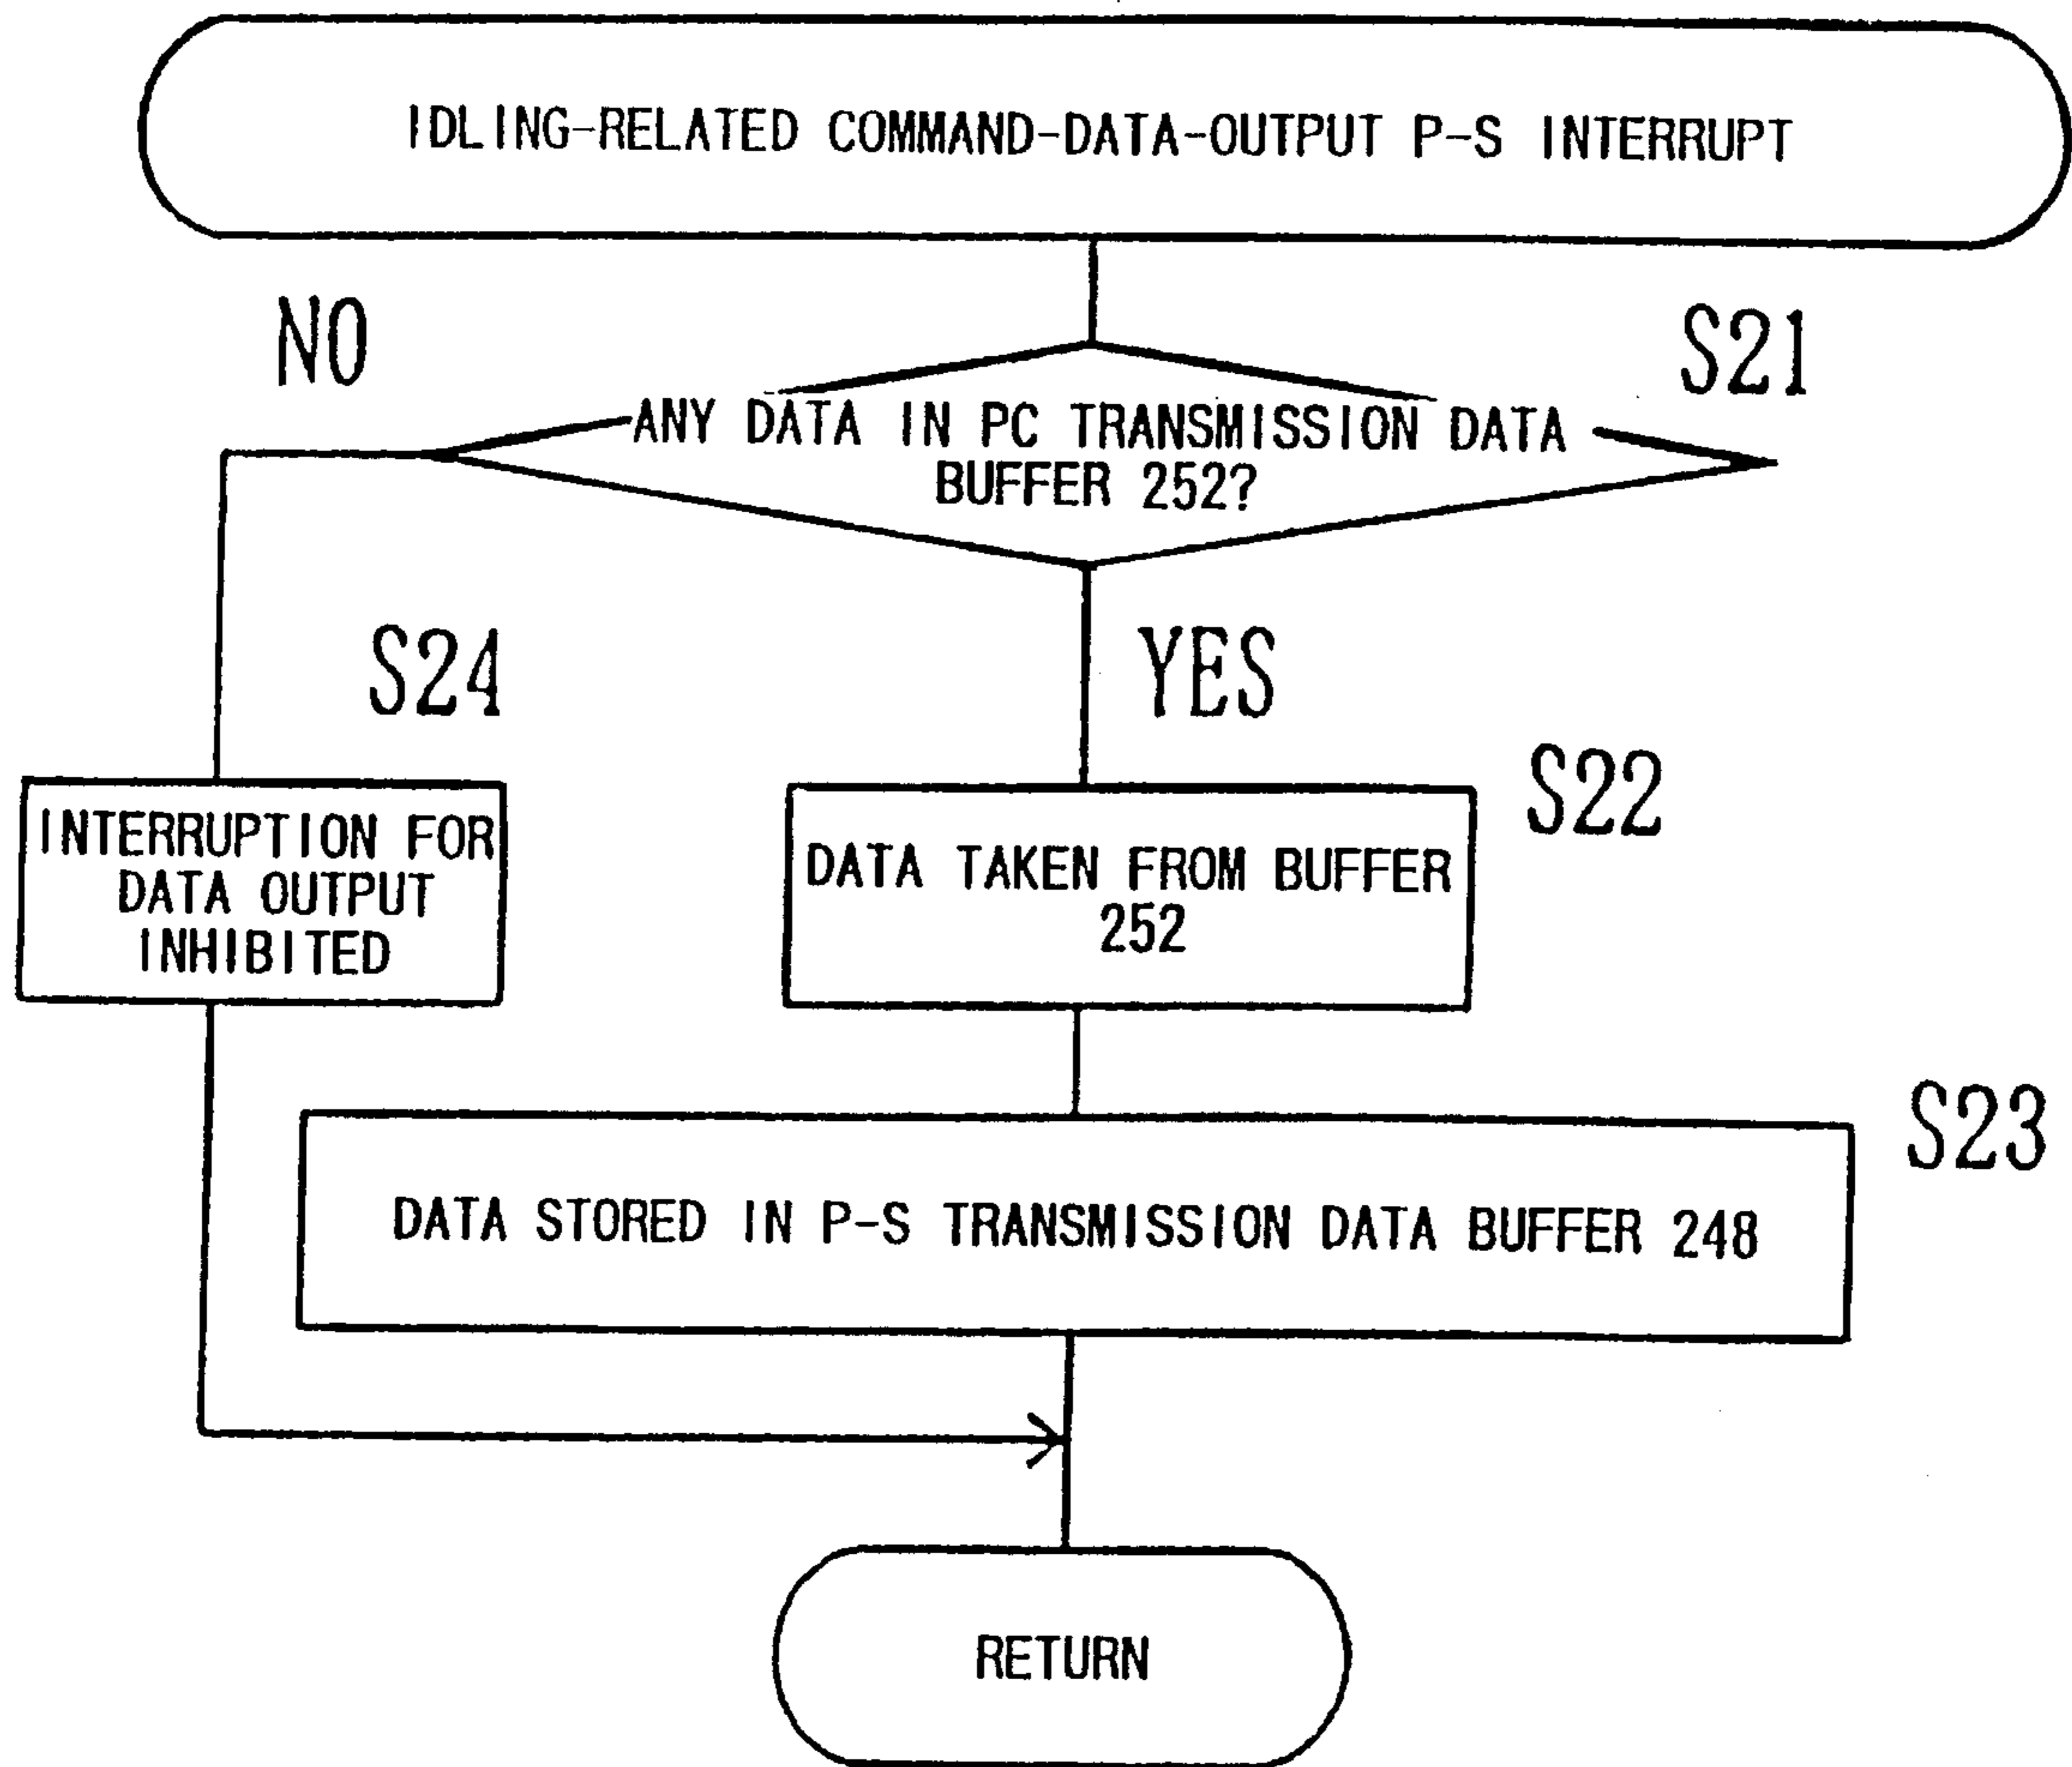 IDLING-RELATED COMMAND-DATA-OUTPUT P-S INTERRUPT
NO
S21
ANY DATA IN PC TRANSMISSION DATA
BUFFER 252?
S24
YES
S22
INTERRUPTION FOR
DATA OUTPUT
INHIBITED
DATA TAKEN FROM BUFFER
252
S23
DATA STORED IN P-S TRANSMISSION DATA BUFFER 248
RETURN